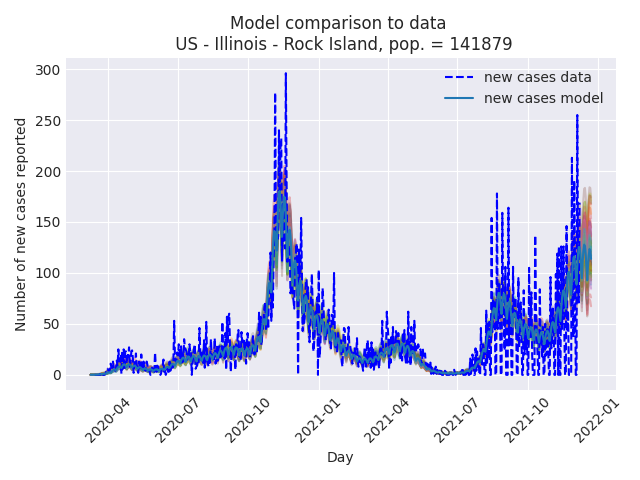 Model comparison to data
US - Illinois - Rock Island, pop. = 141879
new cases data
new cases model
Number of new cases reported
300
250
200
150
100
50
0
2020-04
2020-07
2020-10
2021-01
2021-04
2021-07
2021-10
2022-01
Day